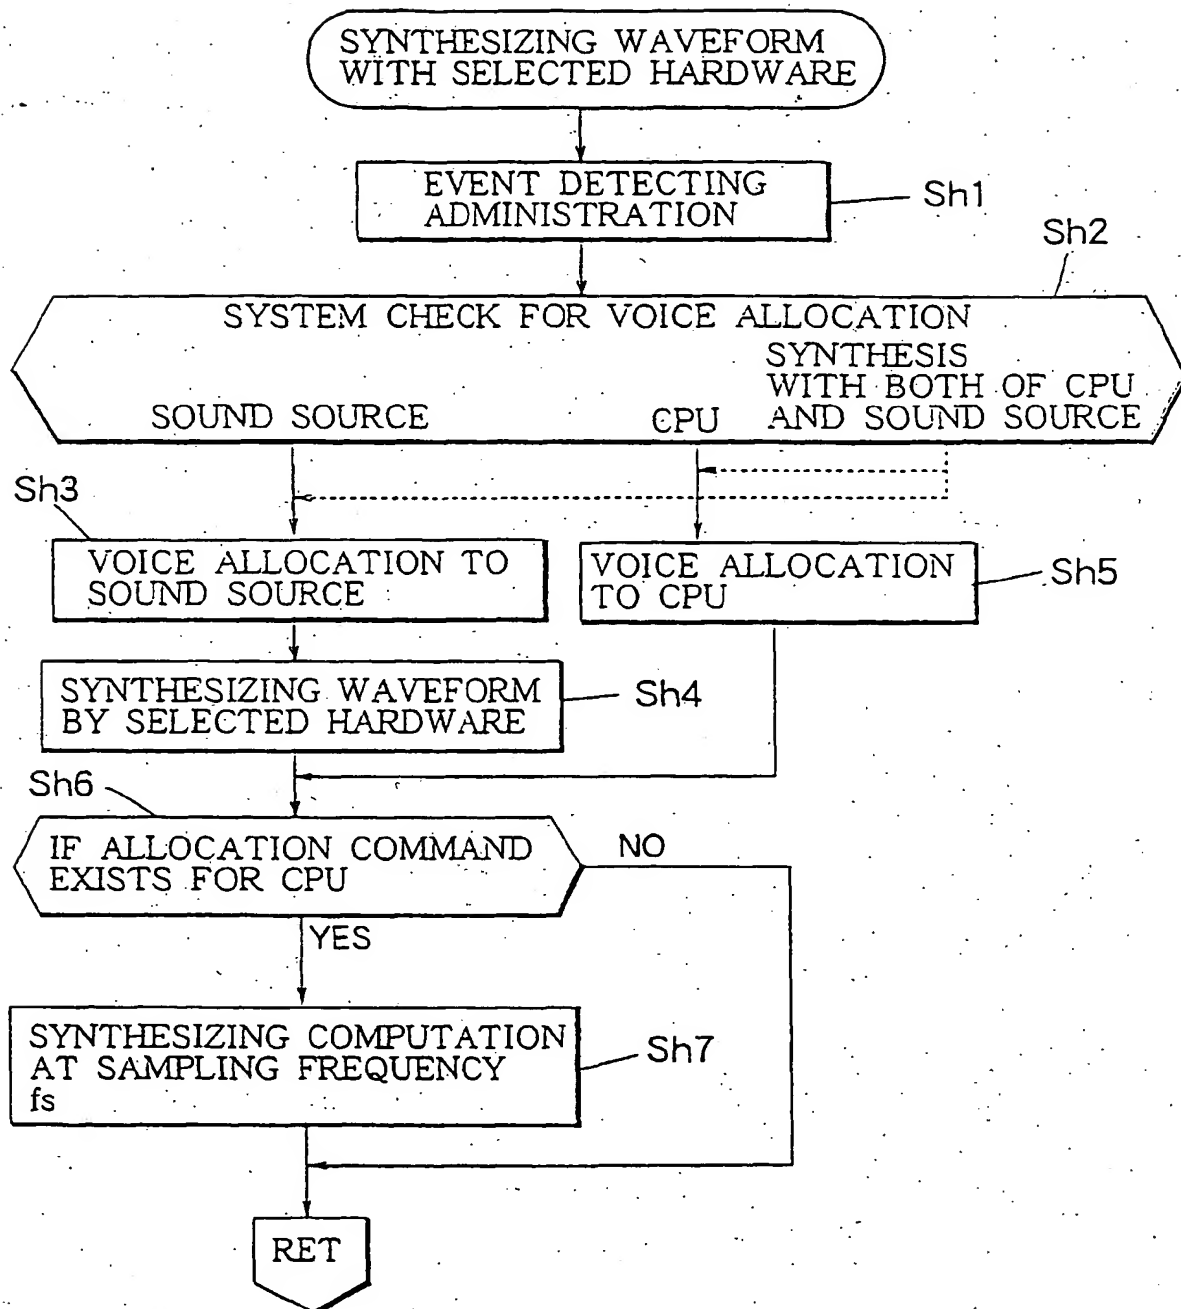 SYNTHESIZING WAVEFORM
WITH SELECTED HARDWARE
EVENT DETECTING
ADMINISTRATION
Sh1
Sh2
SYSTEM CHECK FOR VOICE ALLOCATION
SYNTHESIS
WITH BOTH OF CPU
AND SOUND SOURCE
SOUND SOURCE
CPU
Sh3
VOICE ALLOCATION TO
SOUND SOURCE
VOICE ALLOCATION
TO CPU
Sh5
SYNTHESIZING WAVEFORM
BY SELECTED HARDWARE
Sh4
Sh6
IF ALLOCATION COMMAND
EXISTS FOR CPU
NO
YES
SYNTHESIZING COMPUTATION
AT SAMPLING FREQUENCY
fs
Sh7
RET